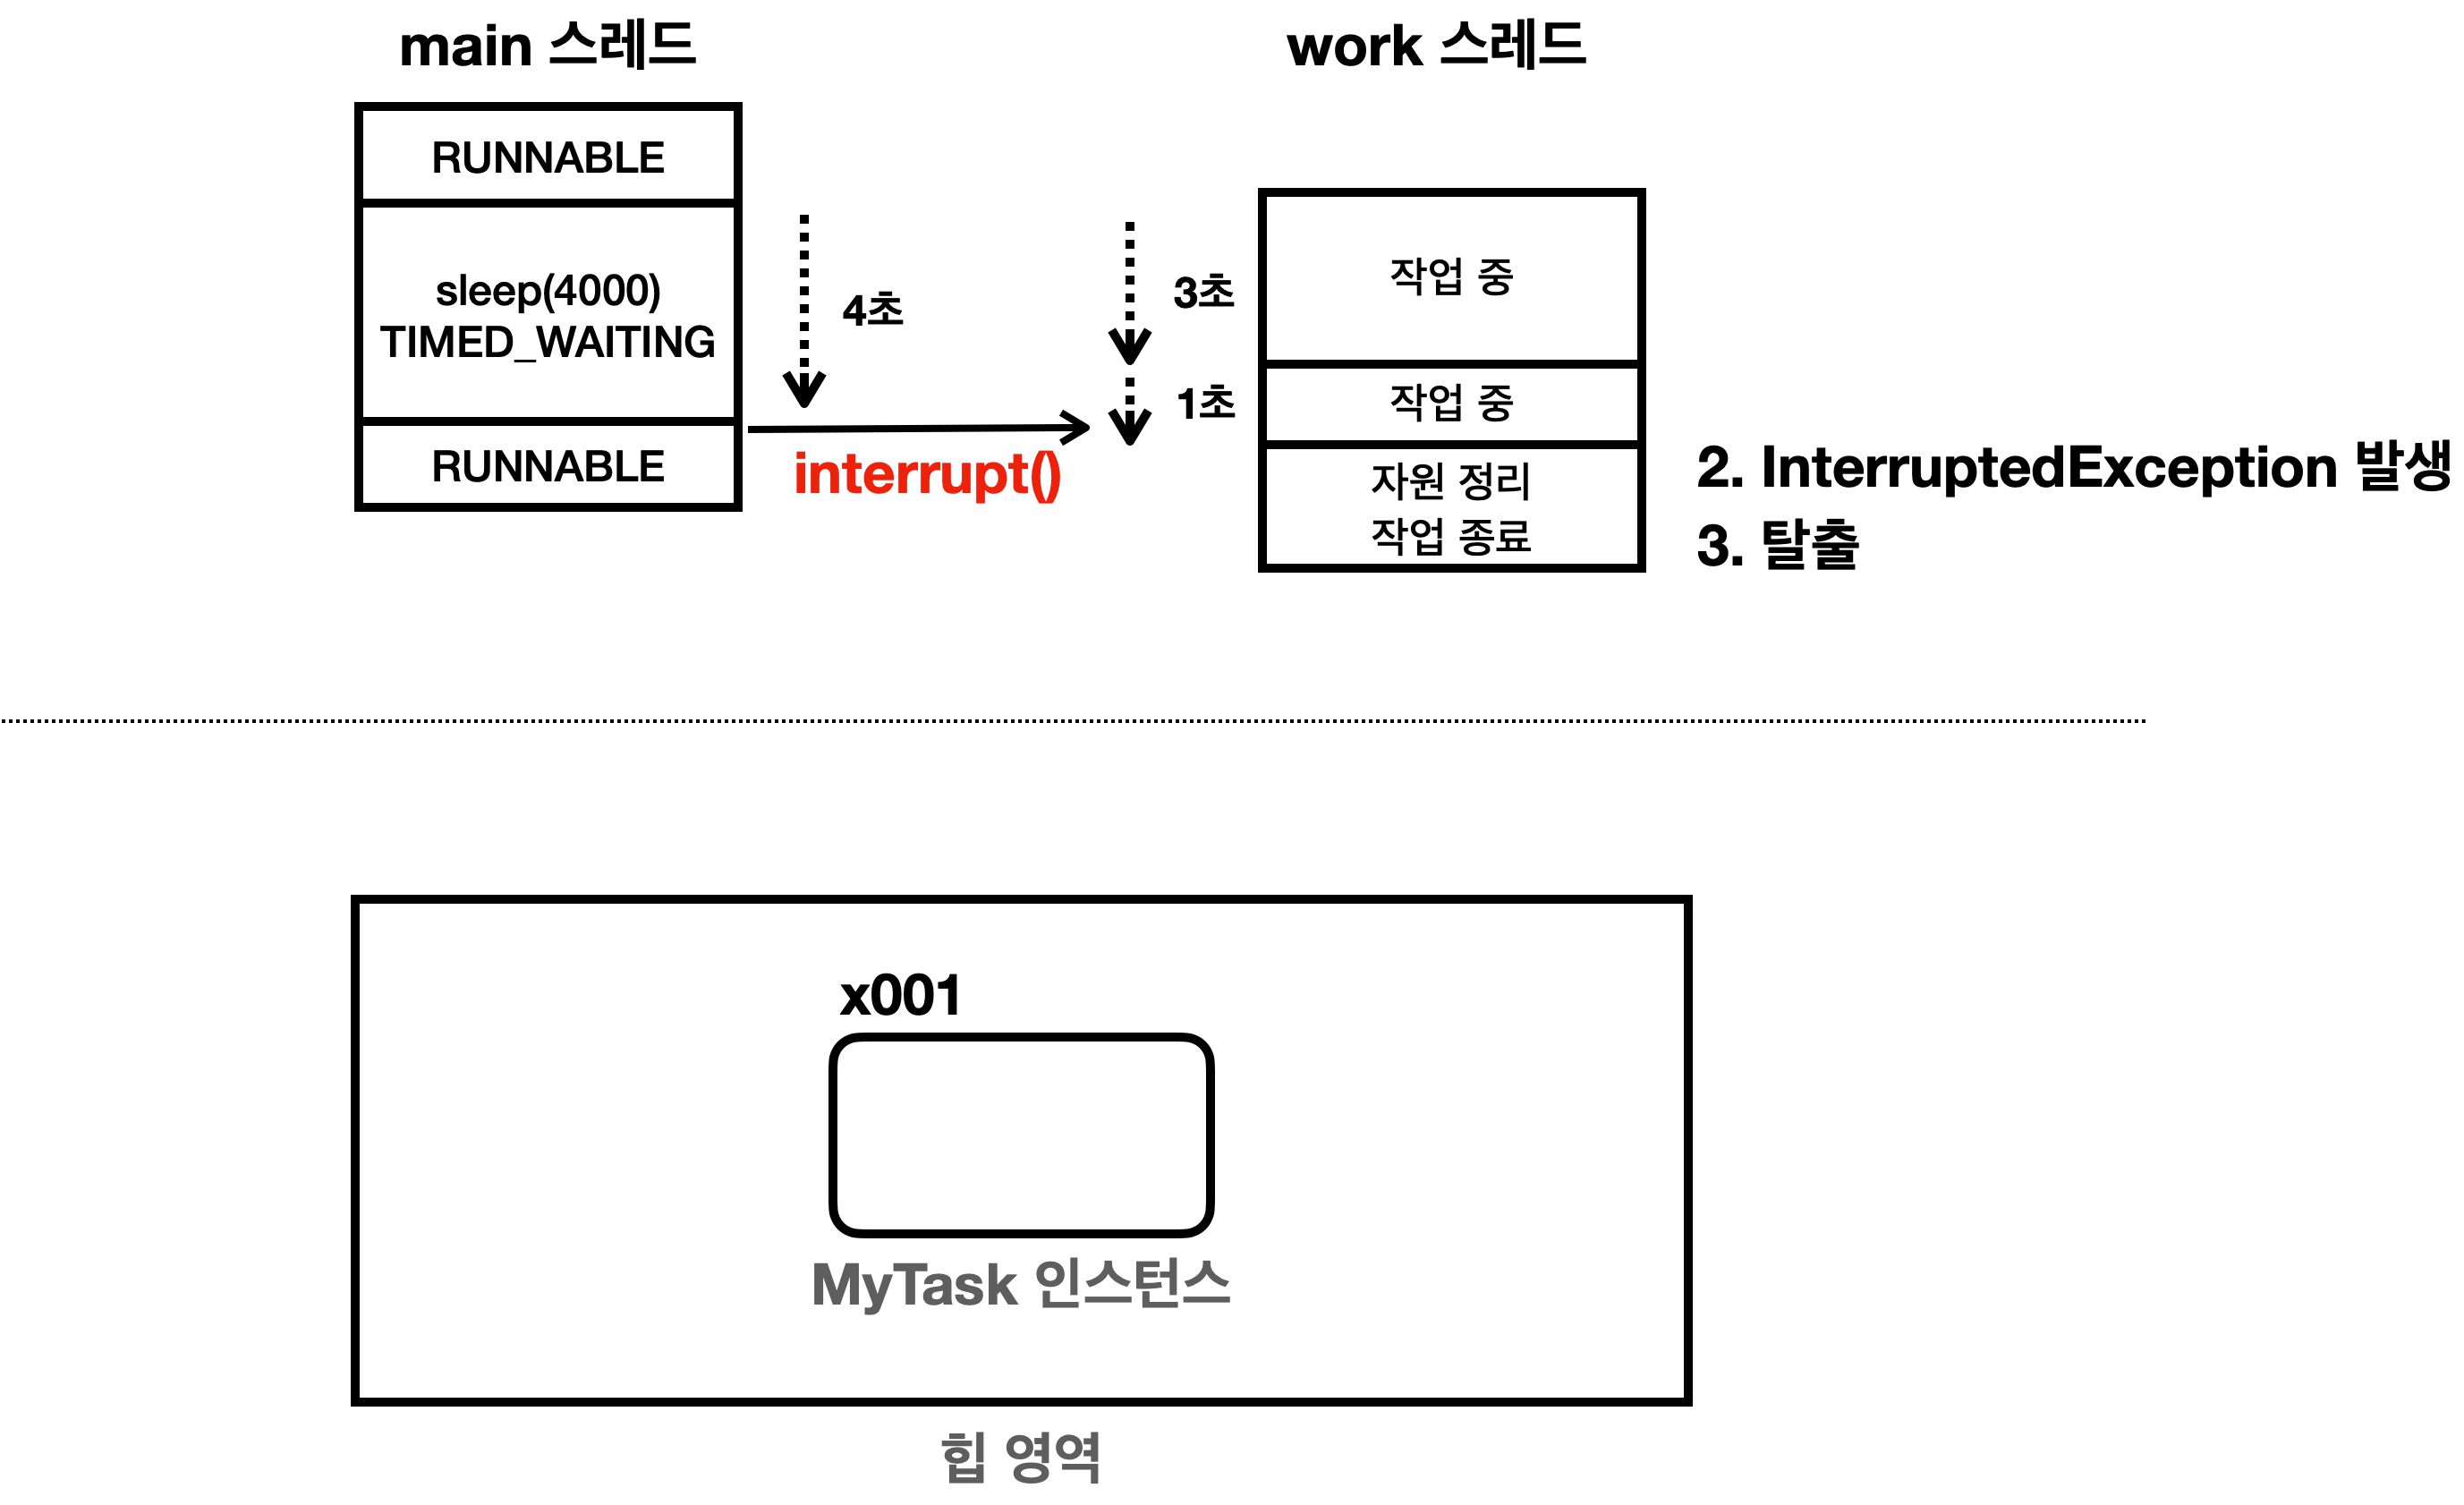 main 스레드
work 스레드
RUNNABLE
sleep(4000)
TIMED_WAITING
4초
RUNNABLE
interrupt()
3초
1초
작업 중
작업 중
자원 정리
작업 종료
2. InterruptedException 발생
3. 탈출
x001
MyTask 인스턴스
힙 영역